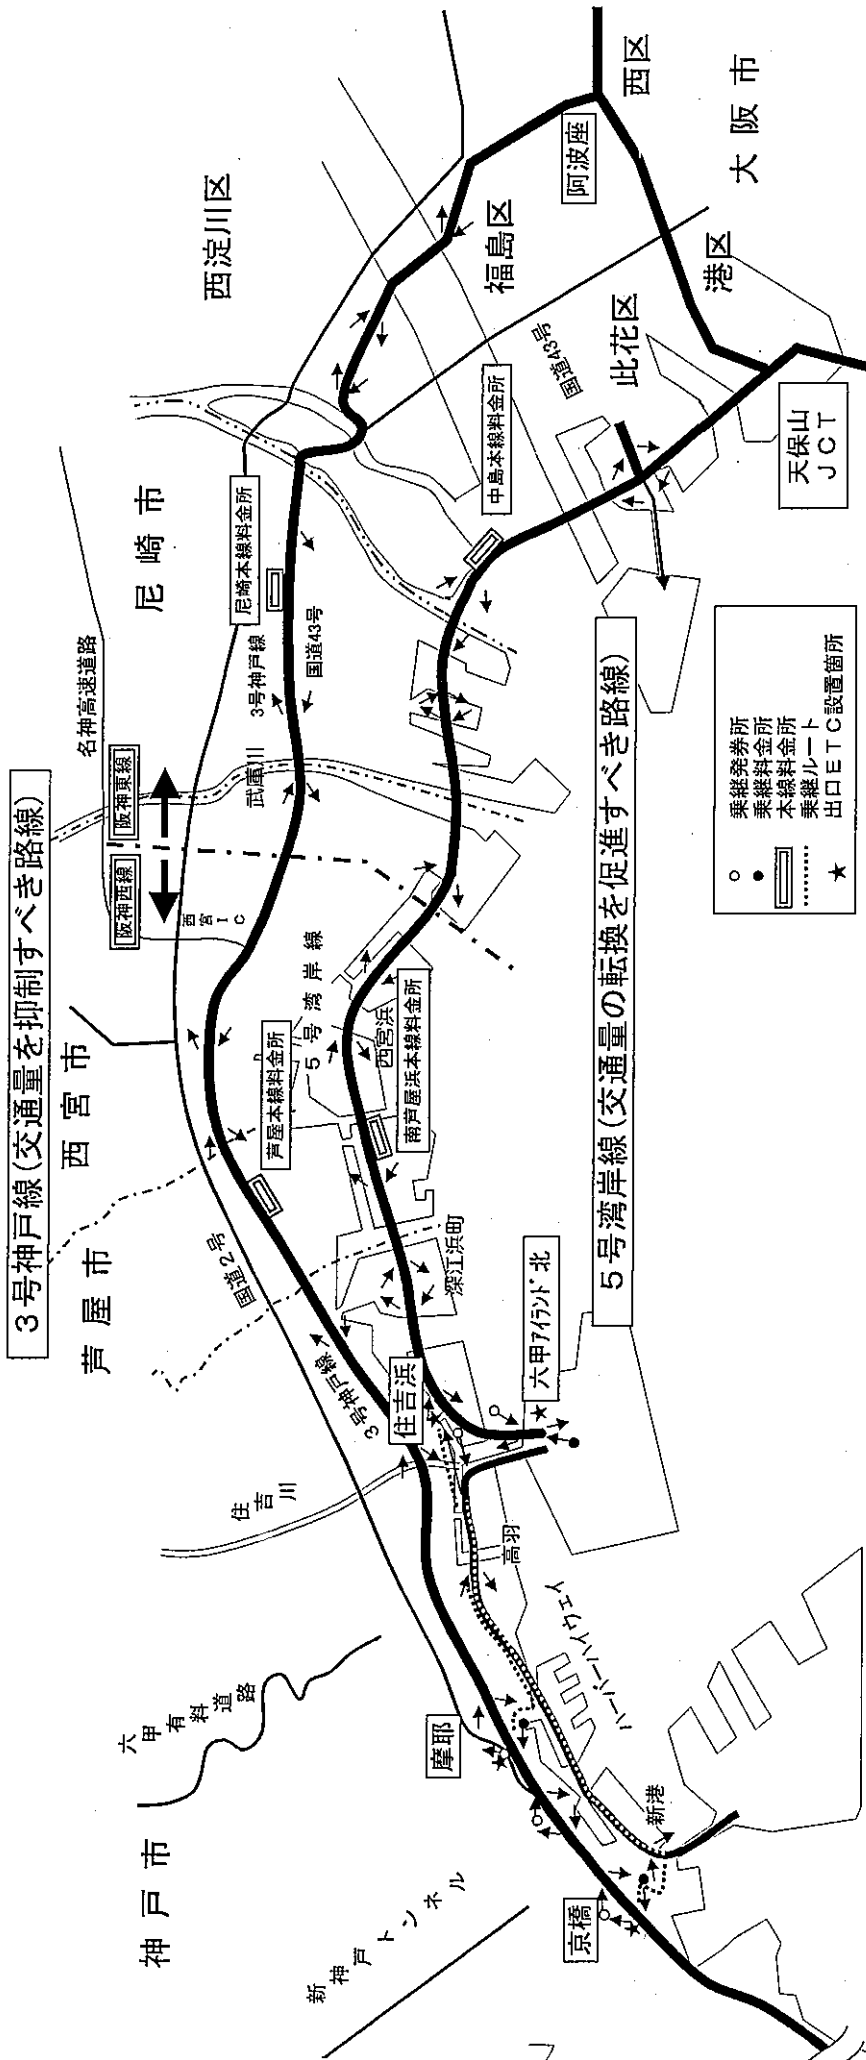 3号神戸線(交通量を抑制すべき路線)
神戸市
芦屋市
西宮市
尼崎市
西淀川区
福島区
此花区
港区
西区
大阪市
阪神西線
阪神東線
名神高速道路
西宮IC
武庫川
3号神戸線
国道43号
尼崎本線料金所
中島本線料金所
国道43号
阿波座
天保山
JCT
芦屋本線料金所
5号湾岸線
西宮浜
南芦屋浜本線料金所
深江浜町
国道2号
3号神戸線
住吉浜
住吉川
六甲アイランド北
高羽
ハーバーハイウェイ
六甲有料道路
摩耶
新港
京橋
新神戸トンネル
5号湾岸線(交通量の転換を促進すべき路線)
乗継発券所
乗継料金所
本線料金所
乗継ルート
出口ETC設置箇所